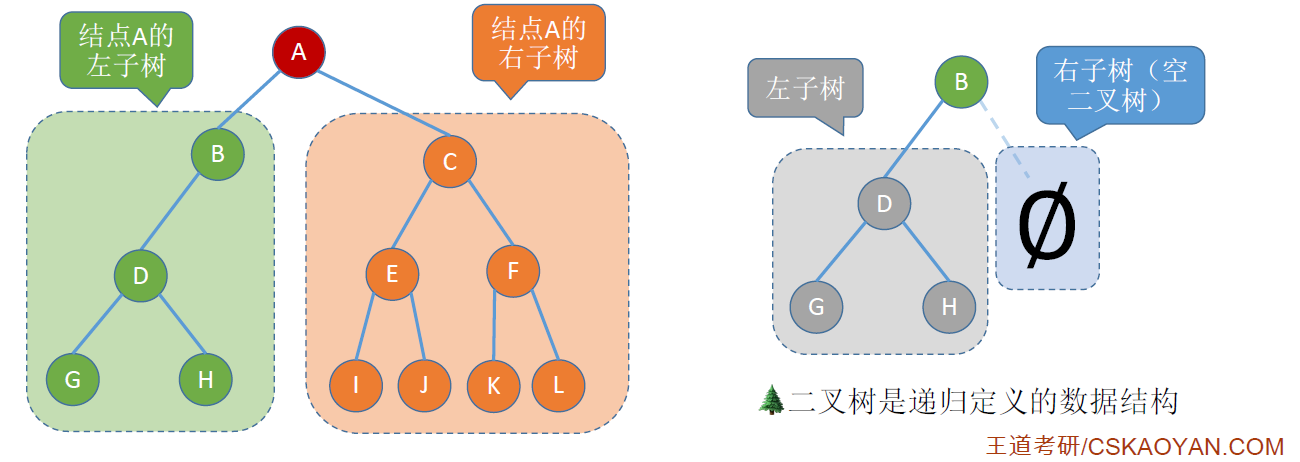 结点A的
左子树
A
结点A的
右子树
B
C
D
E
F
G
H
I
J
K
L
左子树
B
右子树（空
二叉树）
D
Ø
G
H
二叉树是递归定义的数据结构
王道考研/CSKAOYAN.COM